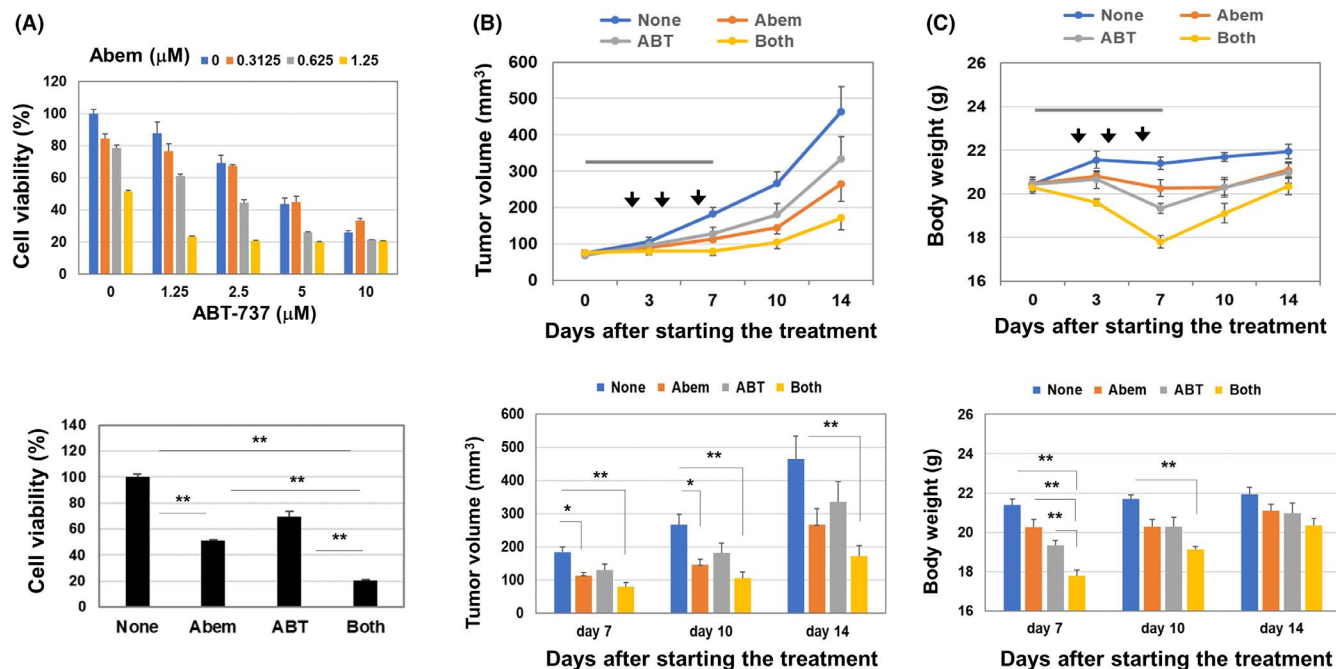 (A)
Abem (μM) 0 0.3125 0.625 1.25
Cell viability (%)
120
100
80
60
40
20
0
0 1.25 2.5 5 10
ABT-737 (μM)
Cell viability (%)
140
120
100
80
60
40
20
0
**
**
**
**
None Abem ABT Both
(B)
None Abem
ABT Both
Tumor volume (mm³)
600
500
400
300
200
100
0
0 3 7 10 14
Days after starting the treatment
None Abem ABT Both
Tumor volume (mm³)
600
500
400
300
200
100
0
* **
* **
**
day 7 day 10 day 14
Days after starting the treatment
(C)
None Abem
ABT Both
Body weight (g)
26
24
22
20
18
16
0 3 7 10 14
Days after starting the treatment
None Abem ABT Both
Body weight (g)
26
24
22
20
18
16
**
**
**
**
day 7 day 10 day 14
Days after starting the treatment